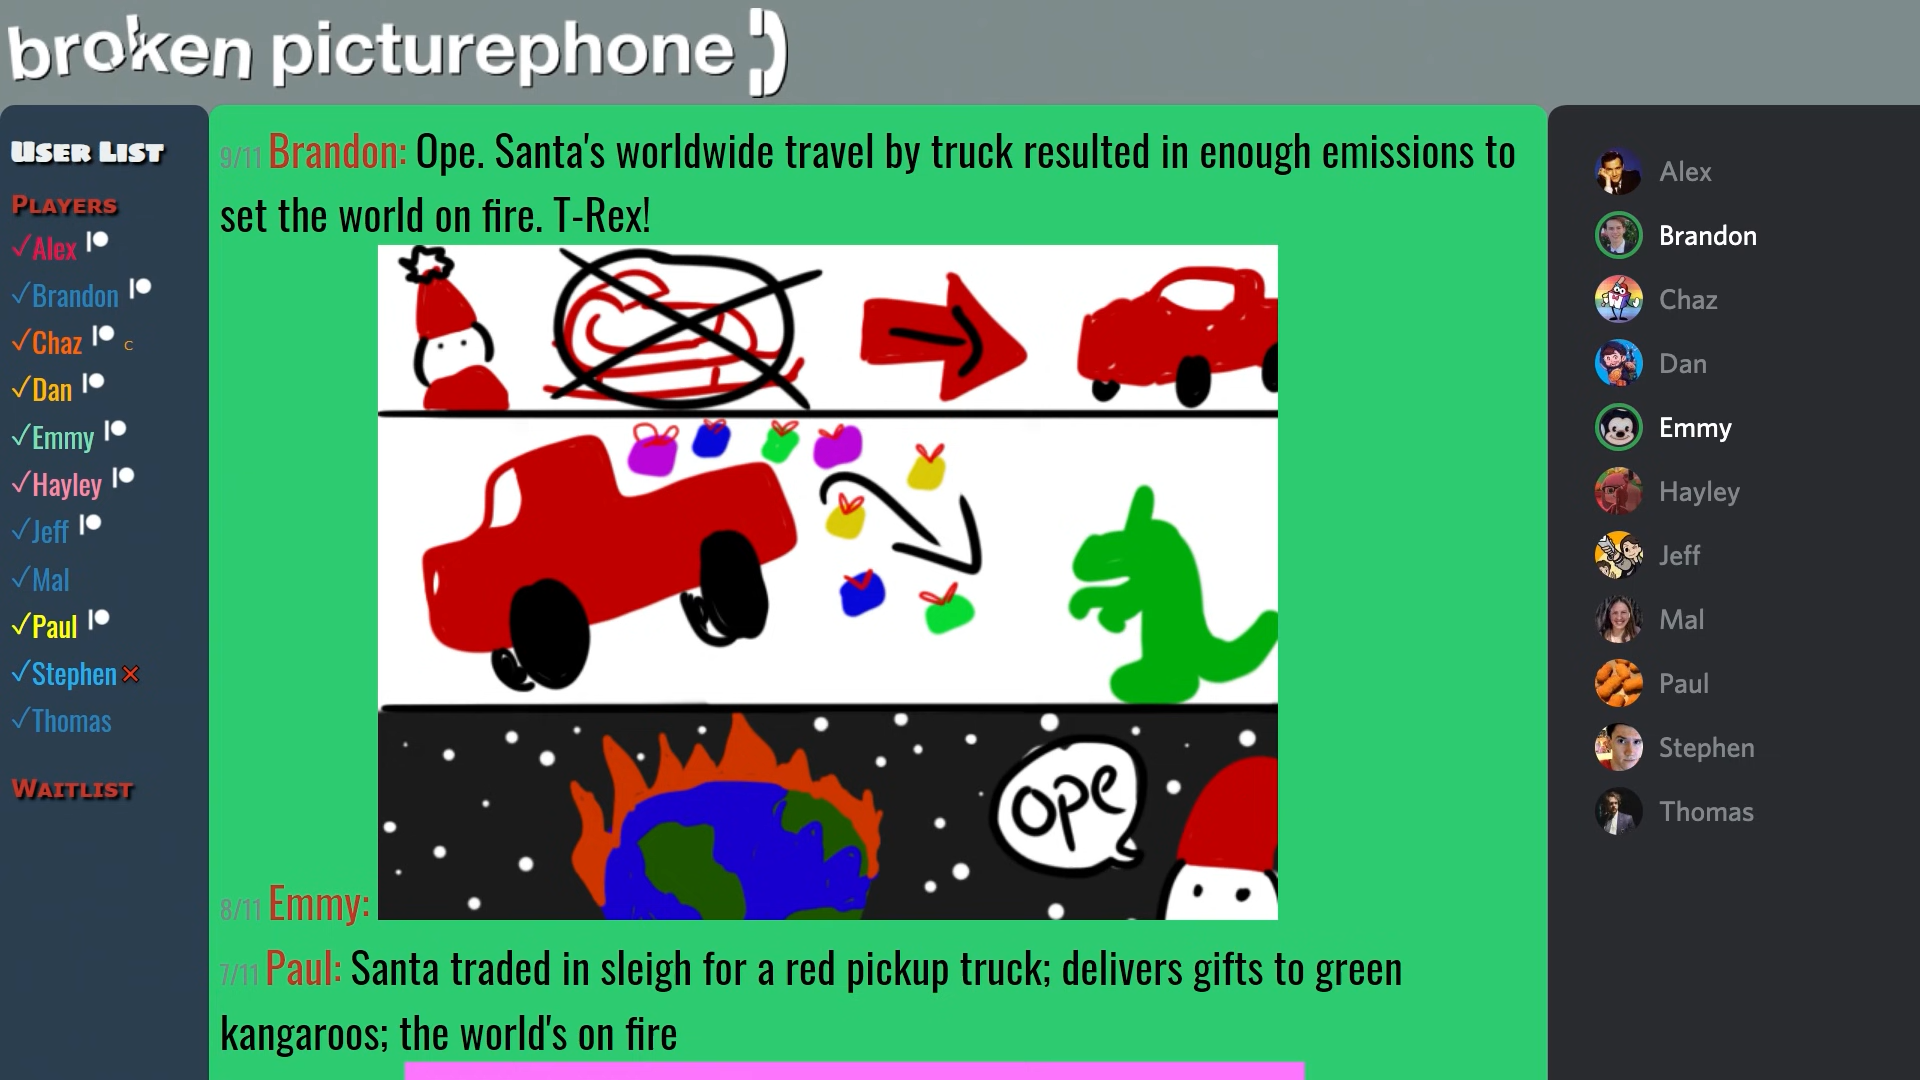 broken picturephone
User List
Players
✓Alex
✓Brandon
✓Chaz C
✓Dan
✓Emmy
✓Hayley
✓Jeff
✓Mal
✓Paul
✓Stephen
✓Thomas
Waitlist
9/11 Brandon: Ope. Santa's worldwide travel by truck resulted in enough emissions to
set the world on fire. T-Rex!
ope
8/11 Emmy:
7/11 Paul: Santa traded in sleigh for a red pickup truck; delivers gifts to green
kangaroos; the world's on fire
Alex
Brandon
Chaz
Dan
Emmy
Hayley
Jeff
Mal
Paul
Stephen
Thomas